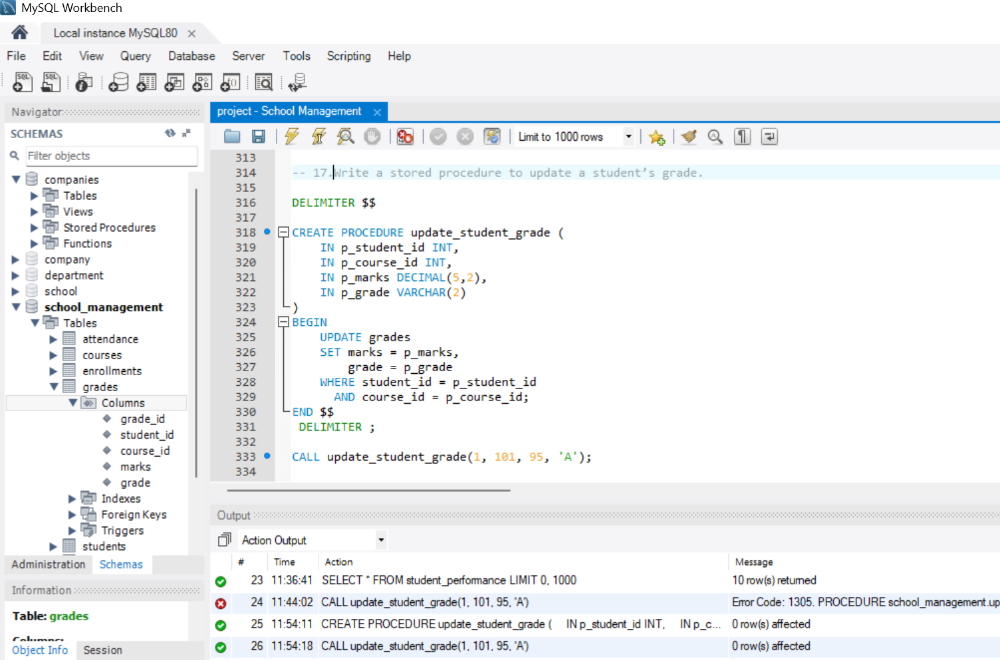 MySQL Workbench
Local instance MySQL80
File Edit View Query Database Server Tools Scripting Help
Navigator
SCHEMAS
Filter objects
companies
Tables
Views
Stored Procedures
Functions
company
department
school
school_management
Tables
attendance
courses
enrollments
grades
Columns
grade_id
student_id
course_id
marks
grade
Indexes
Foreign Keys
Triggers
students
Administration Schemas
Information
Table: grades
Columns:
Object Info Session
project - School Management
Limit to 1000 rows
313
314 -- 17.Write a stored procedure to update a student’s grade.
315
316 DELIMITER $$
317
318 CREATE PROCEDURE update_student_grade (
319 IN p_student_id INT,
320 IN p_course_id INT,
321 IN p_marks DECIMAL(5,2),
322 IN p_grade VARCHAR(2)
323 )
324 BEGIN
325 UPDATE grades
326 SET marks = p_marks,
327 grade = p_grade
328 WHERE student_id = p_student_id
329 AND course_id = p_course_id;
330 END $$
331 DELIMITER ;
332
333 CALL update_student_grade(1, 101, 95, 'A');
334
Output
Action Output
# Time Action Message
23 11:36:41 SELECT * FROM student_performance LIMIT 0, 1000 10 row(s) returned
24 11:44:02 CALL update_student_grade(1, 101, 95, 'A') Error Code: 1305. PROCEDURE school_management.up
25 11:54:11 CREATE PROCEDURE update_student_grade ( IN p_student_id INT, IN p_c... 0 row(s) affected
26 11:54:18 CALL update_student_grade(1, 101, 95, 'A') 0 row(s) affected